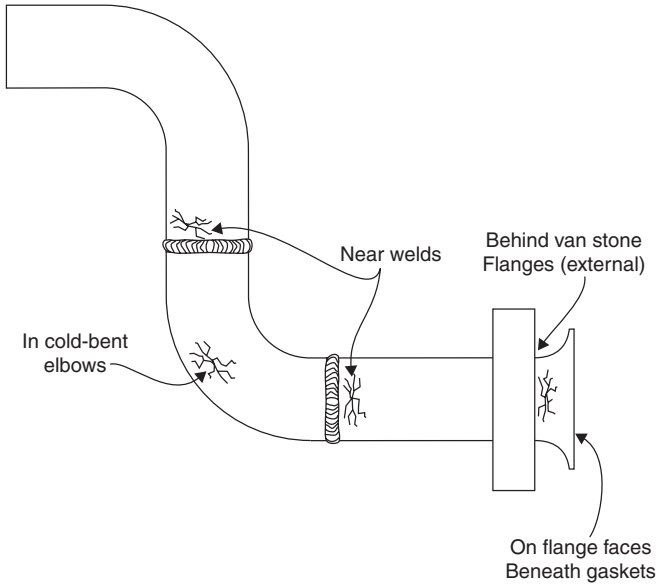 Near welds
Behind van stone
Flanges (external)
In cold-bent
elbows
On flange faces
Beneath gaskets